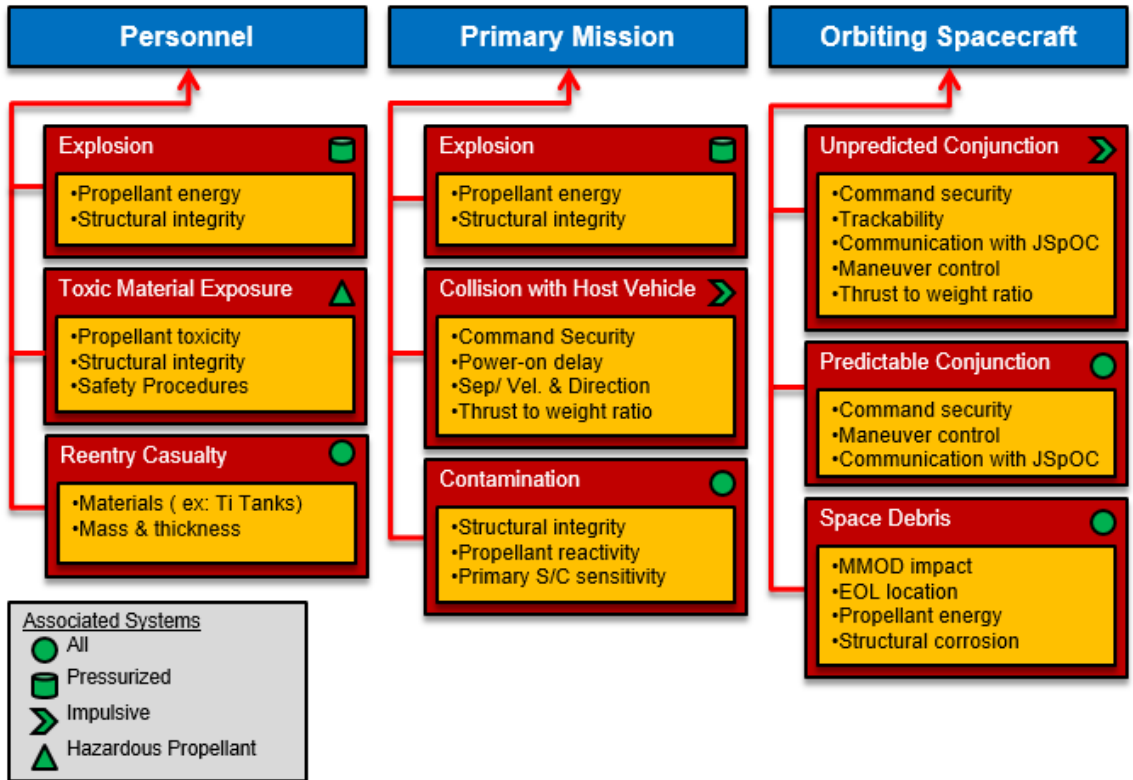 Personnel
Explosion
•Propellant energy
•Structural integrity
Toxic Material Exposure
•Propellant toxicity
•Structural integrity
•Safety Procedures
Reentry Casualty
•Materials ( ex: Ti Tanks)
•Mass & thickness
Primary Mission
Explosion
•Propellant energy
•Structural integrity
Collision with Host Vehicle
•Command Security
•Power-on delay
•Sep/ Vel. & Direction
•Thrust to weight ratio
Contamination
•Structural integrity
•Propellant reactivity
•Primary S/C sensitivity
Orbiting Spacecraft
Unpredicted Conjunction
•Command security
•Trackability
•Communication with JSpOC
•Maneuver control
•Thrust to weight ratio
Predictable Conjunction
•Command security
•Maneuver control
•Communication with JSpOC
Space Debris
•MMOD impact
•EOL location
•Propellant energy
•Structural corrosion
Associated Systems
All
Pressurized
Impulsive
Hazardous Propellant